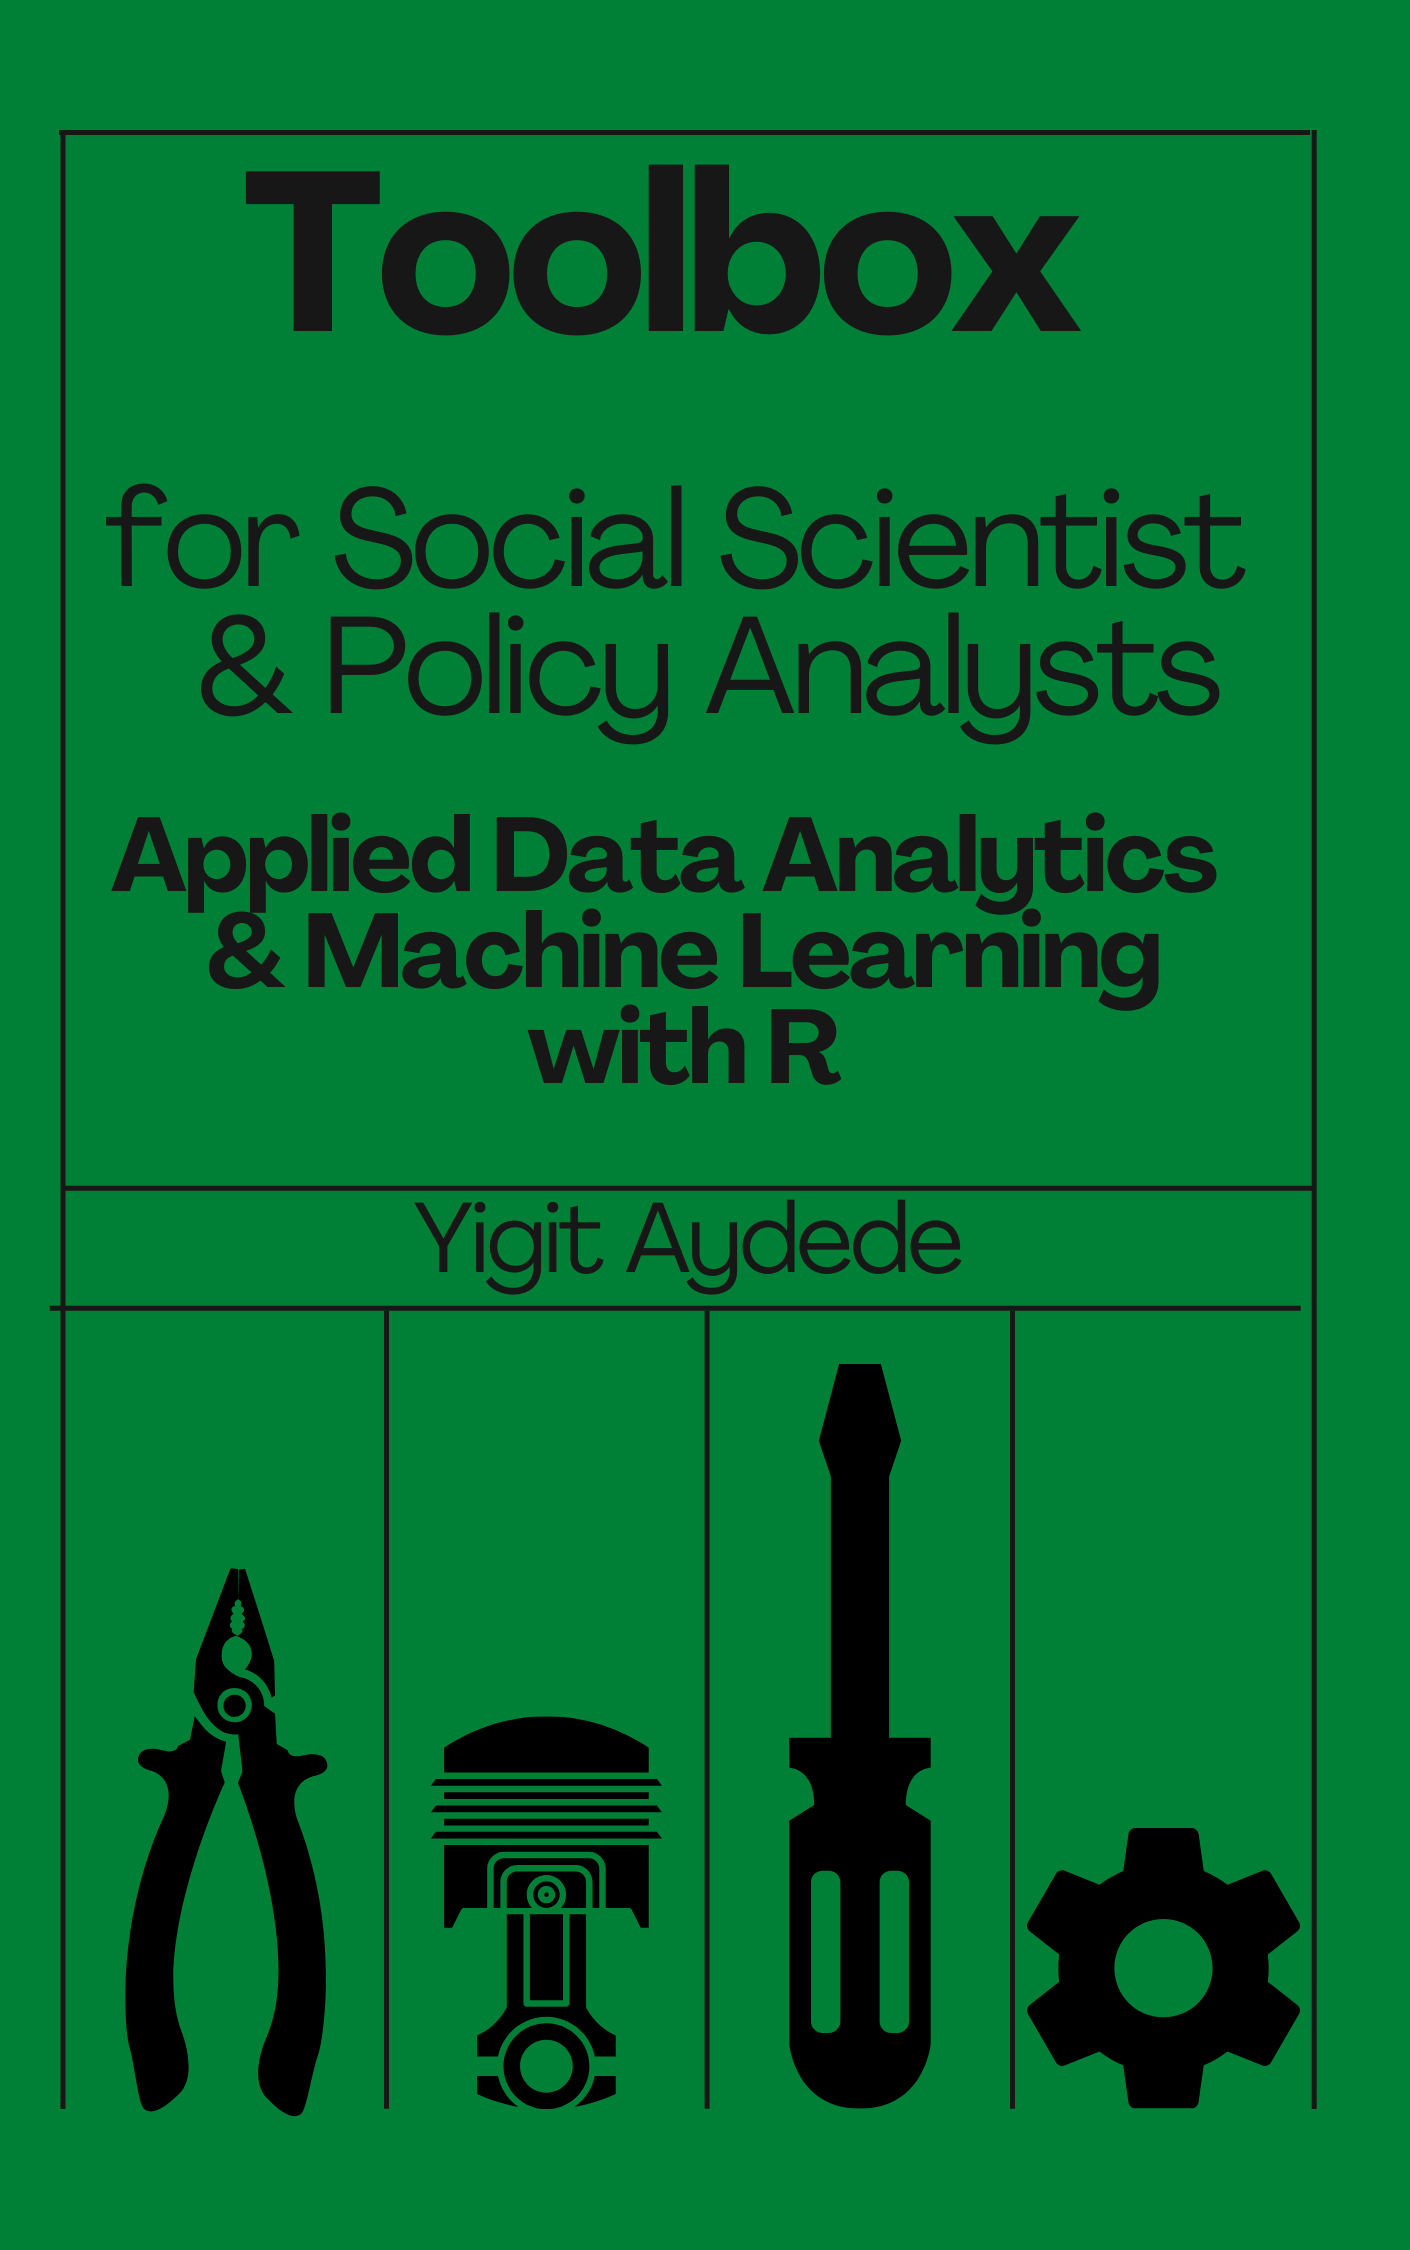 Toolbox
for Social Scientist
& Policy Analysts
Applied Data Analytics
& Machine Learning
with R
Yigit Aydede